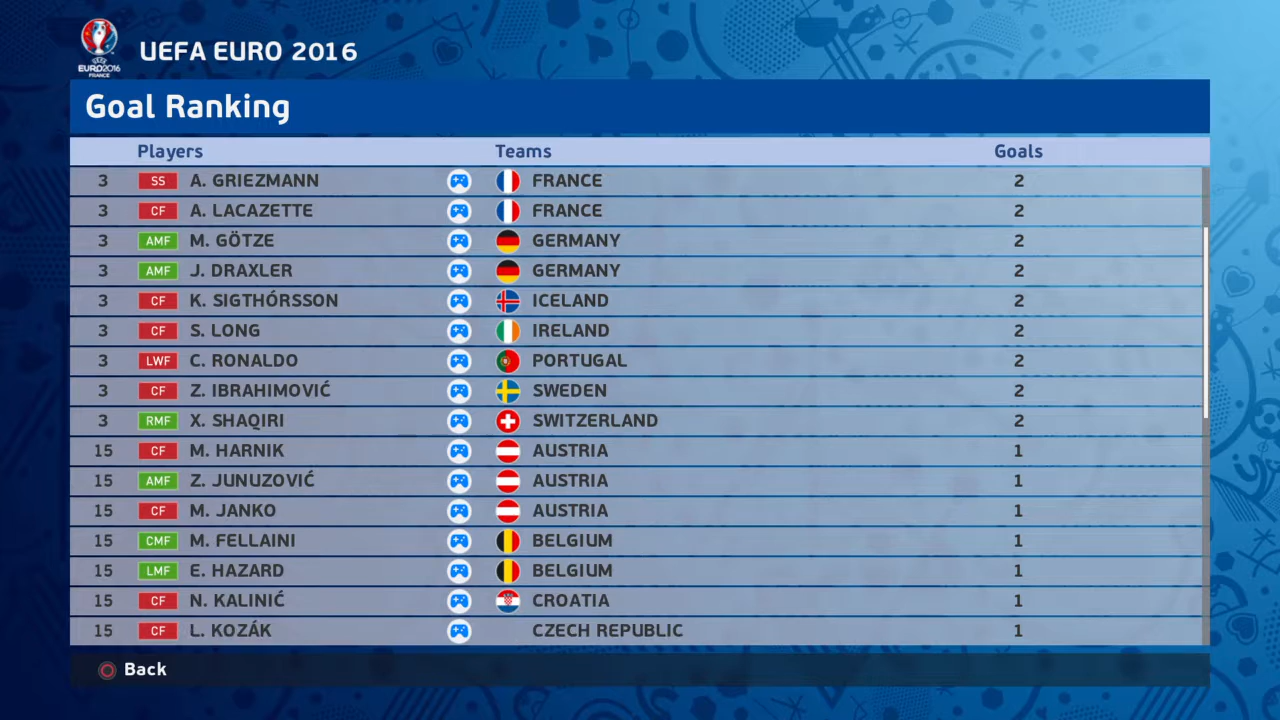 UEFA EURO2016 FRANCE
UEFA EURO 2016
Goal Ranking
Players Teams Goals
3 SS A. GRIEZMANN FRANCE 2
3 CF A. LACAZETTE FRANCE 2
3 AMF M. GÖTZE GERMANY 2
3 AMF J. DRAXLER GERMANY 2
3 CF K. SIGTHÓRSSON ICELAND 2
3 CF S. LONG IRELAND 2
3 LWF C. RONALDO PORTUGAL 2
3 CF Z. IBRAHIMOVIĆ SWEDEN 2
3 RMF X. SHAQIRI SWITZERLAND 2
15 CF M. HARNIK AUSTRIA 1
15 AMF Z. JUNUZOVIĆ AUSTRIA 1
15 CF M. JANKO AUSTRIA 1
15 CMF M. FELLAINI BELGIUM 1
15 LMF E. HAZARD BELGIUM 1
15 CF N. KALINIĆ CROATIA 1
15 CF L. KOZÁK CZECH REPUBLIC 1
Back